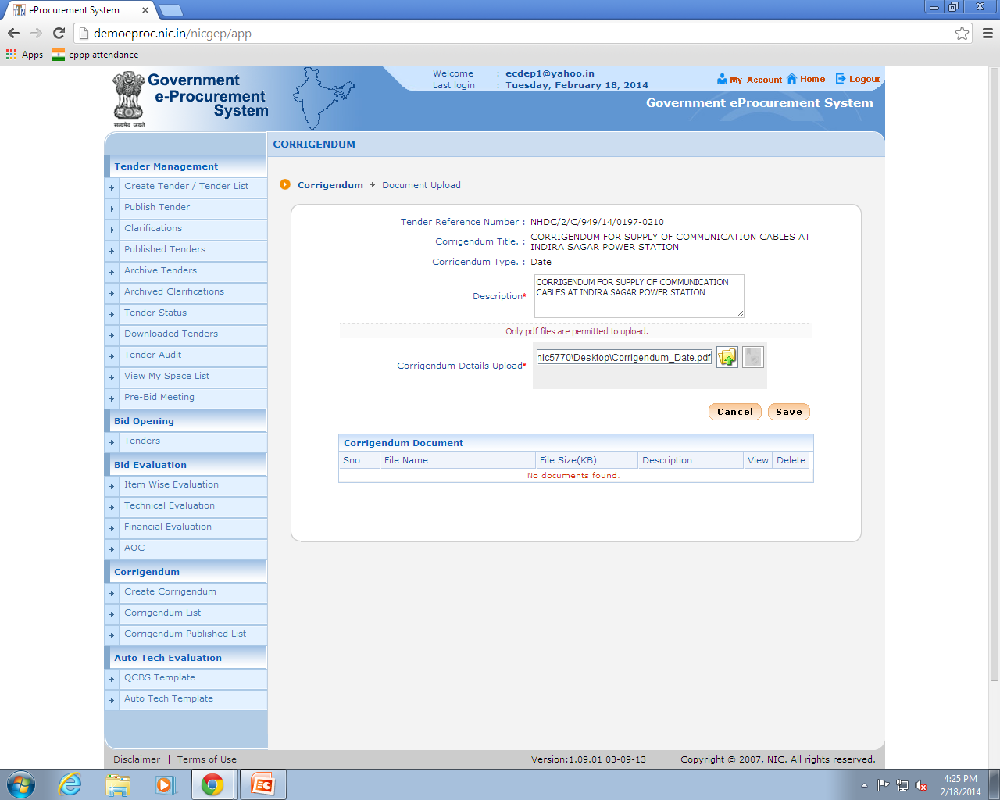 eProcurement System
demoeproc.nic.in/nicgep/app
Apps
cppp attendance
Government
e-Procurement
System
सत्यमेव जयते
Welcome : ecdep1@yahoo.in
Last login : Tuesday, February 18, 2014
My Account
Home
Logout
Government eProcurement System
CORRIGENDUM
Tender Management
Create Tender / Tender List
Publish Tender
Clarifications
Published Tenders
Archive Tenders
Archived Clarifications
Tender Status
Downloaded Tenders
Tender Audit
View My Space List
Pre-Bid Meeting
Bid Opening
Tenders
Bid Evaluation
Item Wise Evaluation
Technical Evaluation
Financial Evaluation
AOC
Corrigendum
Create Corrigendum
Corrigendum List
Corrigendum Published List
Auto Tech Evaluation
QCBS Template
Auto Tech Template
Corrigendum Document Upload
Tender Reference Number : NHDC/2/C/949/14/0197-0210
Corrigendum Title. : CORRIGENDUM FOR SUPPLY OF COMMUNICATION CABLES AT
INDIRA SAGAR POWER STATION
Corrigendum Type. : Date
Description*
CORRIGENDUM FOR SUPPLY OF COMMUNICATION
CABLES AT INDIRA SAGAR POWER STATION
Only pdf files are permitted to upload.
Corrigendum Details Upload* nic5770\Desktop\Corrigendum_Date.pdf
Cancel
Save
Corrigendum Document
Sno File Name File Size(KB) Description View Delete
No documents found.
Disclaimer | Terms of Use
Version:1.09.01 03-09-13
Copyright © 2007, NIC. All rights reserved.
4:25 PM
2/18/2014